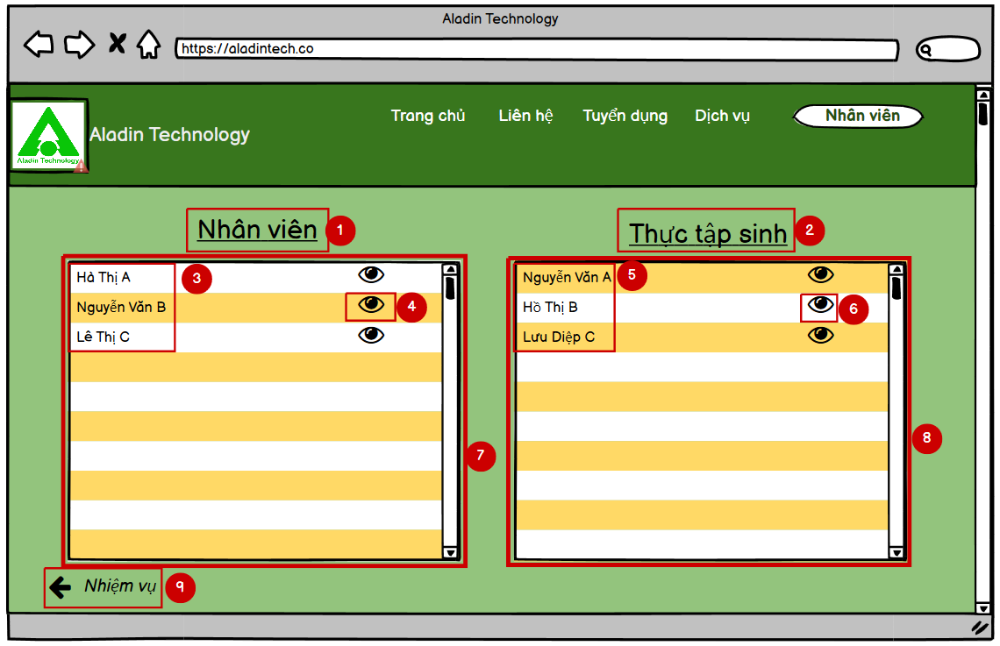 Aladin Technology
https://aladintech.co
Aladin Technology
Aladin Technology
Trang chủ
Liên hệ
Tuyển dụng
Dịch vụ
Nhân viên
Nhân viên
1
Hà Thị A
3
Nguyễn Văn B
4
Lê Thị C
7
Thực tập sinh
2
Nguyễn Văn A
5
Hồ Thị B
6
Lưu Diệp C
8
Nhiệm vụ
9